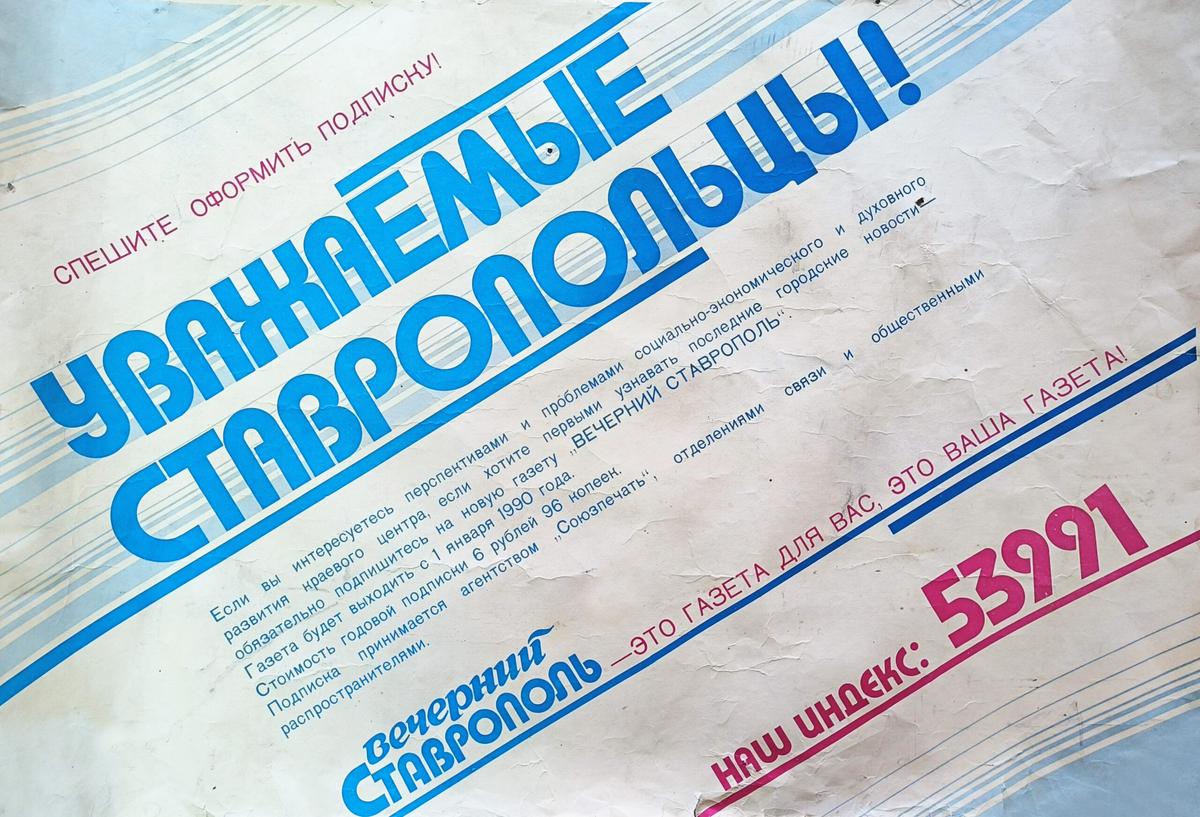 СПЕШИТЕ ОФОРМИТЬ ПОДПИСКУ!
УВАЖАЕМЫЕ
СТАВРОПОЛЬЦЫ!
Если вы интересуетесь перспективами и проблемами социально-экономического и духовного
развития краевого центра, если хотите первыми узнавать последние городские новости—
обязательно подпишитесь на новую газету „ВЕЧЕРНИЙ СТАВРОПОЛЬ“.
Газета будет выходить с 1 января 1990 года.
Стоимость годовой подписки 6 рублей 96 копеек.
Подписка принимается агентством „Союзпечать“, отделениями связи и общественными
распространителями.
вечерний
СТАВРОПОЛЬ —ЭТО ГАЗЕТА ДЛЯ ВАС, ЭТО ВАША ГАЗЕТА!
НАШ ИНДЕКС: 53991